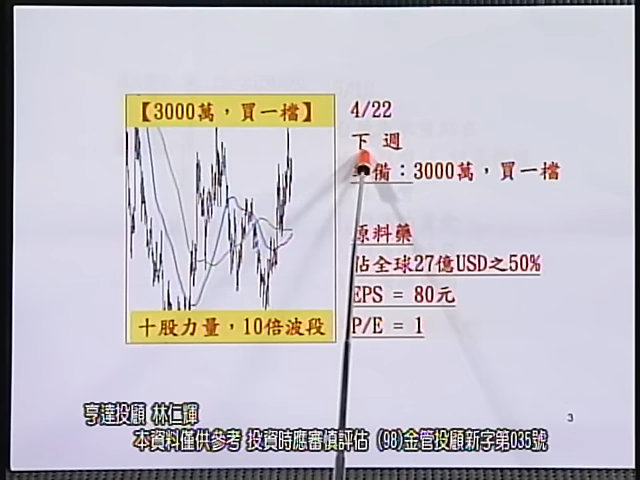 【3000萬，買一檔】
十股力量，10倍波段
4/22
下週
備：3000萬，買一檔
原料藥
佔全球27億USD之50%
EPS = 80元
P/E = 1
3
亨達投顧 林仁輝
本資料僅供參考 投資時應審慎評估 (98)金管投顧新字第035號